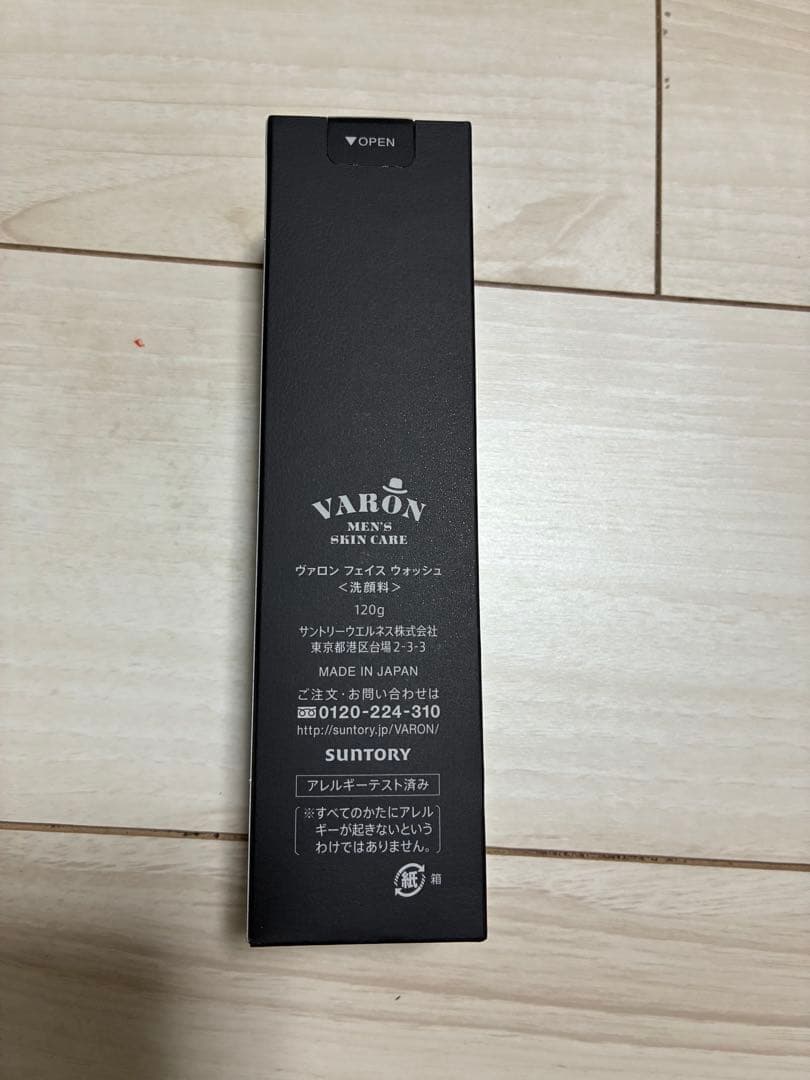 ▼OPEN
VARON
MEN'S
SKIN CARE
ヴァロン フェイス ウォッシュ
＜洗顔料＞
120g
サントリーウエルネス株式会社
東京都港区台場2-3-3
MADE IN JAPAN
ご注文・お問い合わせは
0120-224-310
http://suntory.jp/VARON/
SUNTORY
アレルギーテスト済み
※すべてのかたにアレル
ギーが起きないという
わけではありません。
紙 箱